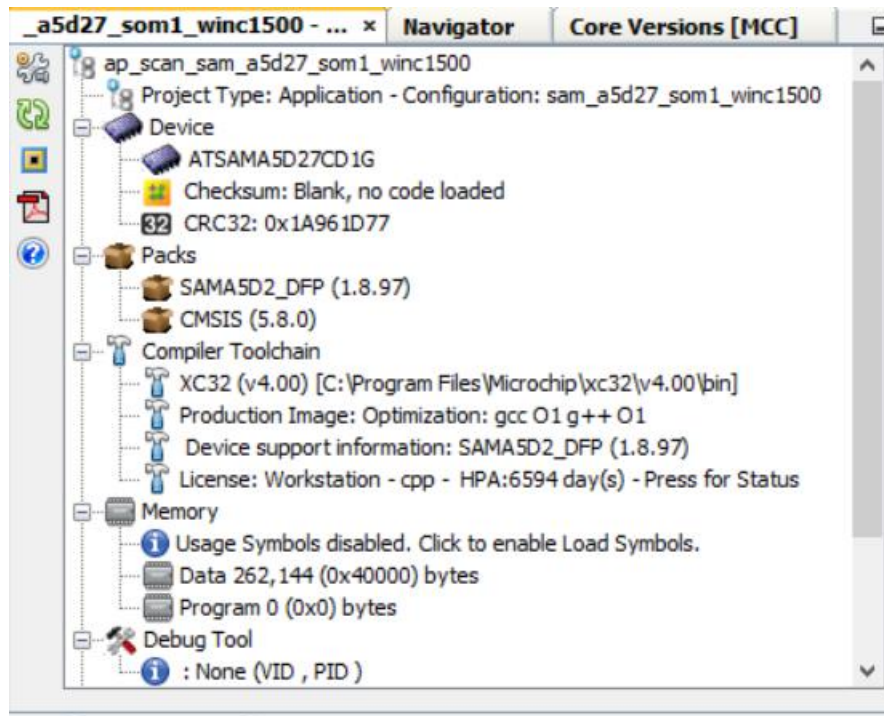 _a5d27_som1_winc1500 - ... × Navigator Core Versions [MCC]
ap_scan_sam_a5d27_som1_winc1500
Project Type: Application - Configuration: sam_a5d27_som1_winc1500
Device
ATSAMA5D27CD1G
Checksum: Blank, no code loaded
32 CRC32: 0x1A961D77
Packs
SAMA5D2_DFP (1.8.97)
CMSIS (5.8.0)
Compiler Toolchain
XC32 (v4.00) [C:\Program Files\Microchip\xc32\v4.00\bin]
Production Image: Optimization: gcc O1 g++ O1
Device support information: SAMA5D2_DFP (1.8.97)
License: Workstation - cpp - HPA:6594 day(s) - Press for Status
Memory
Usage Symbols disabled. Click to enable Load Symbols.
Data 262,144 (0x40000) bytes
Program 0 (0x0) bytes
Debug Tool
: None (VID , PID )